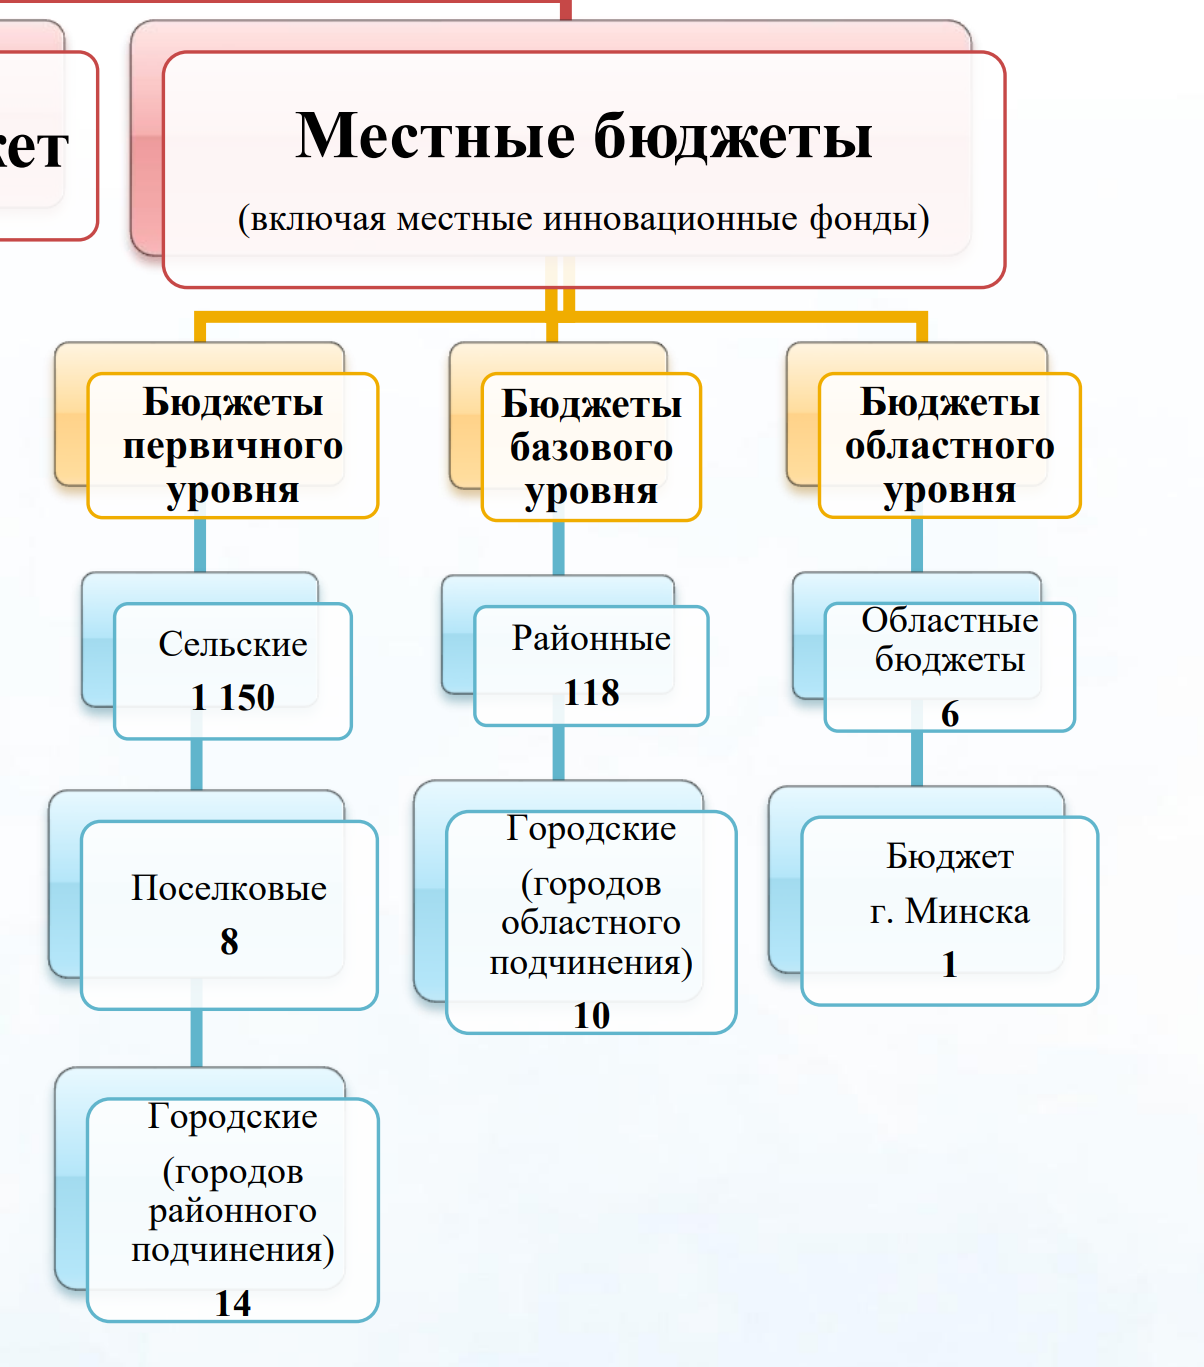 Местные бюджеты
(включая местные инновационные фонды)
Бюджеты
первичного
уровня
Сельские
1 150
Поселковые
8
Городские
(городов
районного
подчинения)
14
Бюджеты
базового
уровня
Районные
118
Городские
(городов
областного
подчинения)
10
Бюджеты
областного
уровня
Областные
бюджеты
6
Бюджет
г. Минска
1